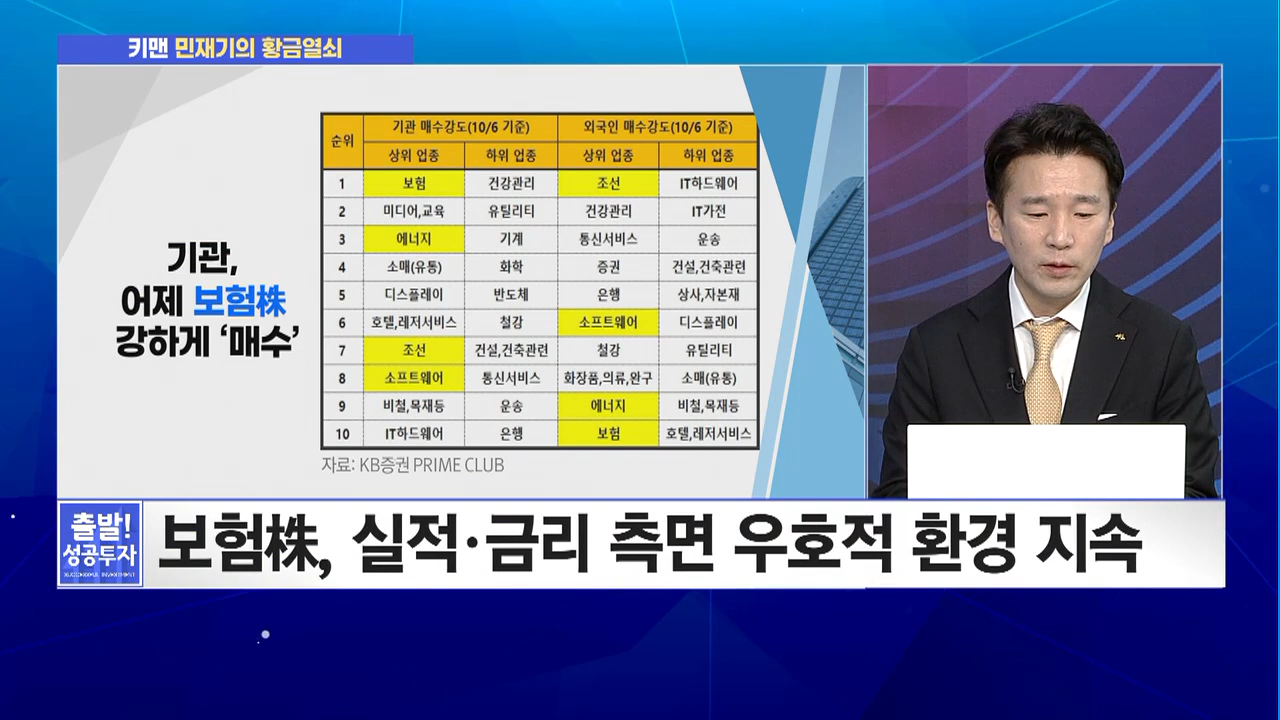 키맨 민재기의 황금열쇠
기관,
어제 보험株
강하게 ‘매수’
순위 기관 매수강도(10/6 기준) 외국인 매수강도(10/6 기준)
상위 업종 하위 업종 상위 업종 하위 업종
1 보험 건강관리 조선 IT하드웨어
2 미디어,교육 유틸리티 건강관리 IT가전
3 에너지 기계 통신서비스 운송
4 소매(유통) 화학 증권 건설,건축관련
5 디스플레이 반도체 은행 상사,자본재
6 호텔,레저서비스 철강 소프트웨어 디스플레이
7 조선 건설,건축관련 철강 유틸리티
8 소프트웨어 통신서비스 화장품,의류,완구 소매(유통)
9 비철,목재등 운송 에너지 비철,목재등
10 IT하드웨어 은행 보험 호텔,레저서비스
자료: KB증권 PRIME CLUB
출발!
성공투자
보험株, 실적·금리 측면 우호적 환경 지속